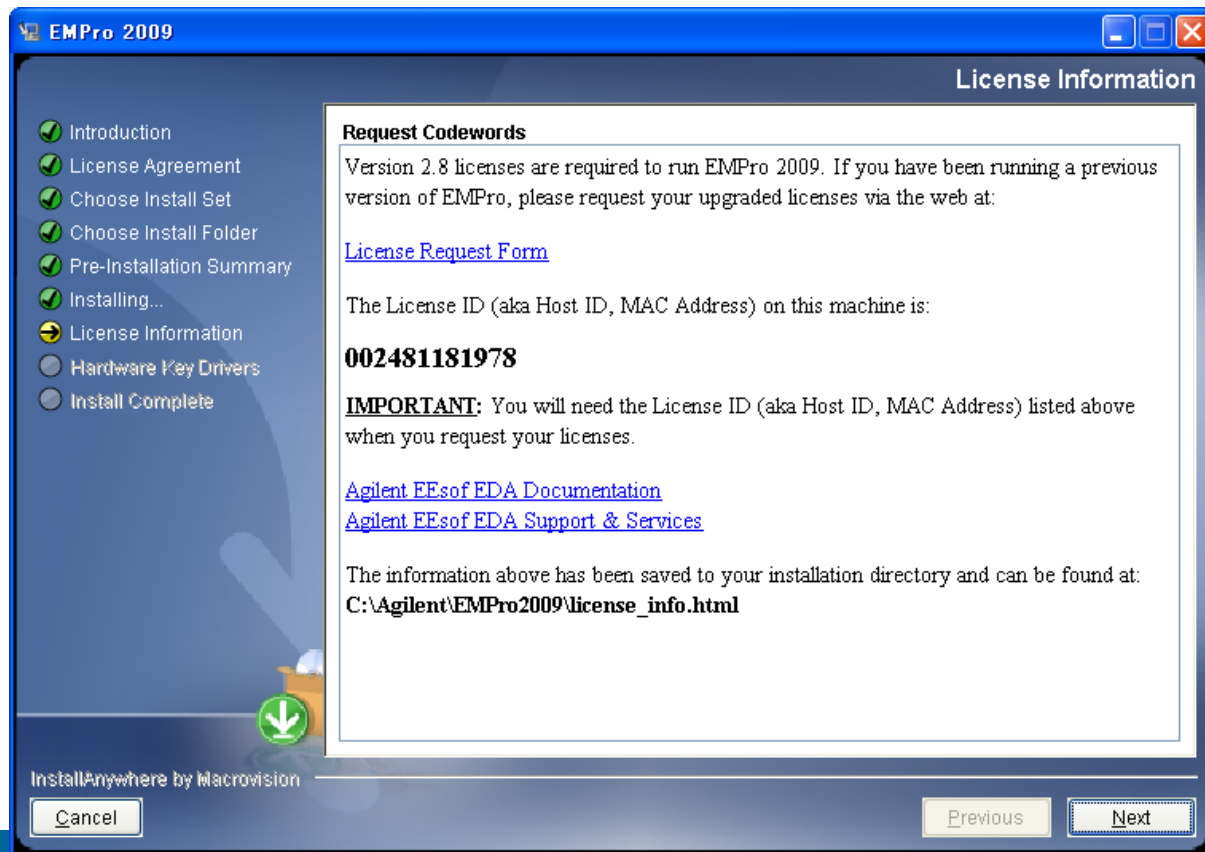 EMPro 2009
License Information
Introduction
License Agreement
Choose Install Set
Choose Install Folder
Pre-Installation Summary
Installing...
License Information
Hardware Key Drivers
Install Complete
Request Codewords
Version 2.8 licenses are required to run EMPro 2009. If you have been running a previous
version of EMPro, please request your upgraded licenses via the web at:
License Request Form
The License ID (aka Host ID, MAC Address) on this machine is:
002481181978
IMPORTANT: You will need the License ID (aka Host ID, MAC Address) listed above
when you request your licenses.
Agilent EEsof EDA Documentation
Agilent EEsof EDA Support & Services
The information above has been saved to your installation directory and can be found at:
C:\Agilent\EMPro2009\license_info.html
InstallAnywhere by Macrovision
Cancel
Previous
Next